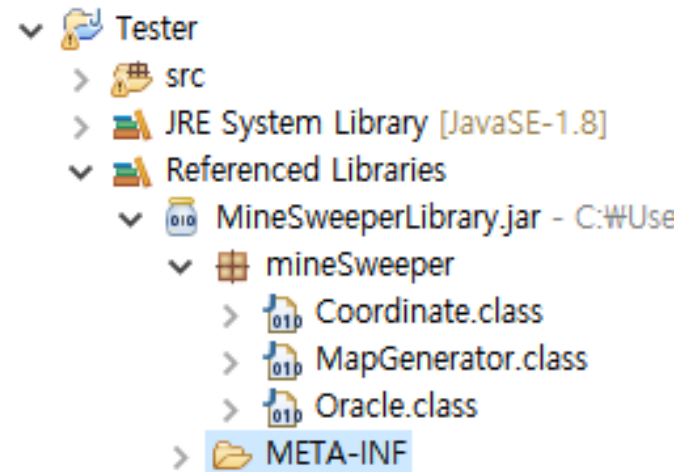 Tester
src
JRE System Library [JavaSE-1.8]
Referenced Libraries
MineSweeperLibrary.jar - C:₩Use
mineSweeper
Coordinate.class
MapGenerator.class
Oracle.class
META-INF